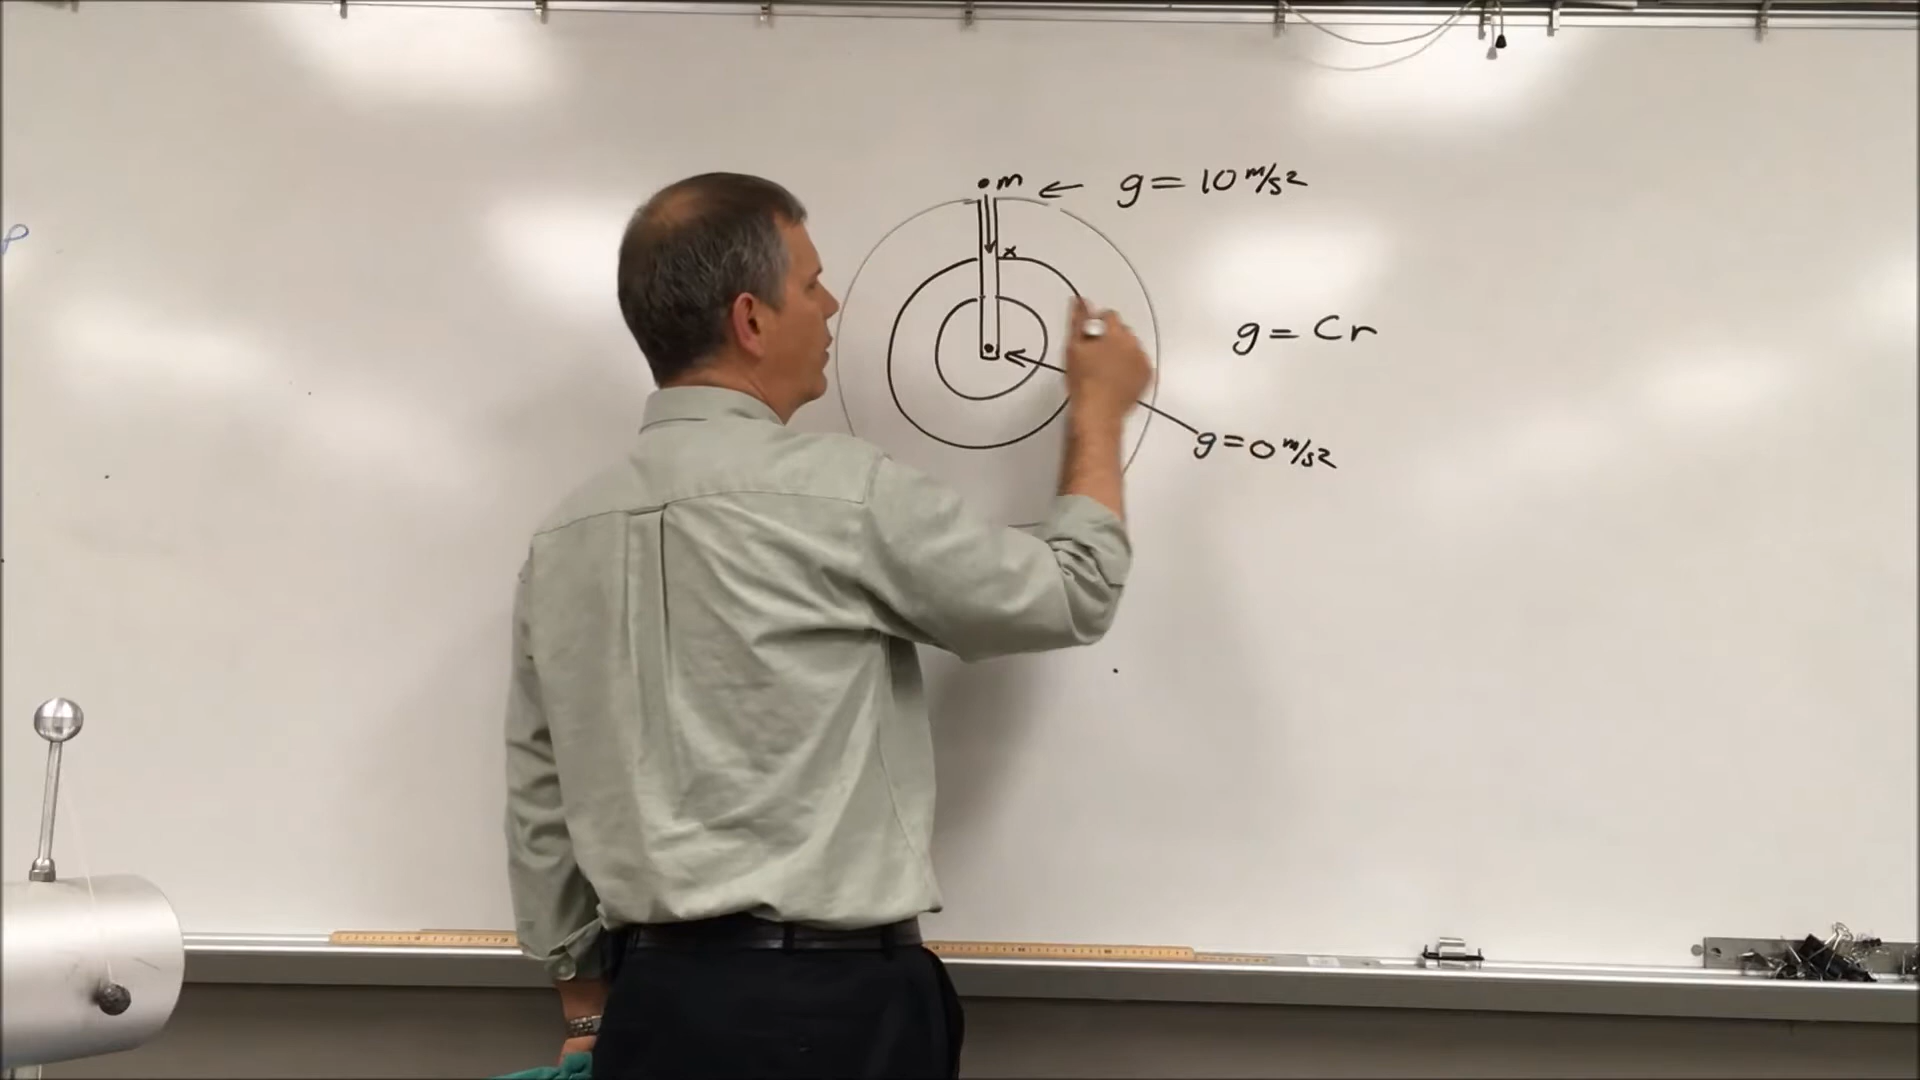 m
g = 10 m/s²
x
g = Cr
g = 0 m/s²